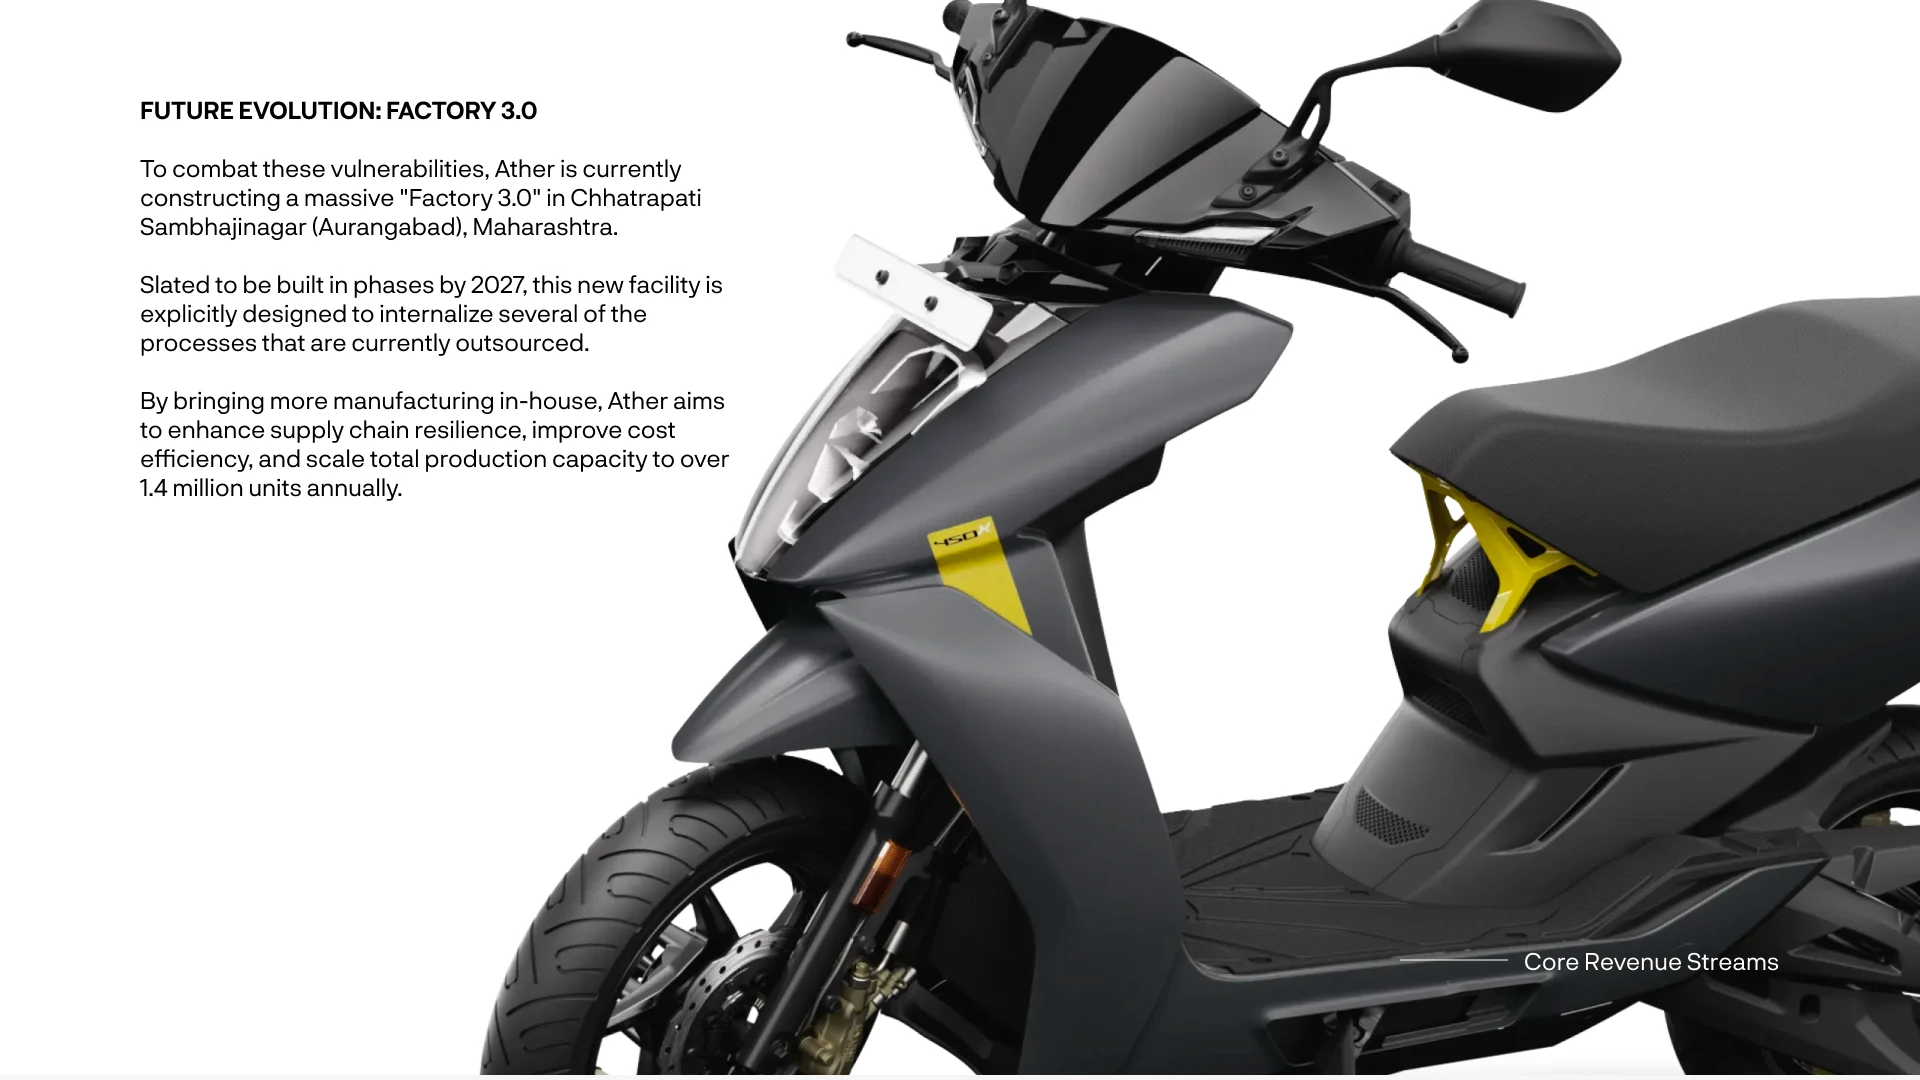 FUTURE EVOLUTION: FACTORY 3.0
To combat these vulnerabilities, Ather is currently
constructing a massive "Factory 3.0" in Chhatrapati
Sambhajinagar (Aurangabad), Maharashtra.
Slated to be built in phases by 2027, this new facility is
explicitly designed to internalize several of the
processes that are currently outsourced.
By bringing more manufacturing in-house, Ather aims
to enhance supply chain resilience, improve cost
efficiency, and scale total production capacity to over
1.4 million units annually.
450X
Core Revenue Streams